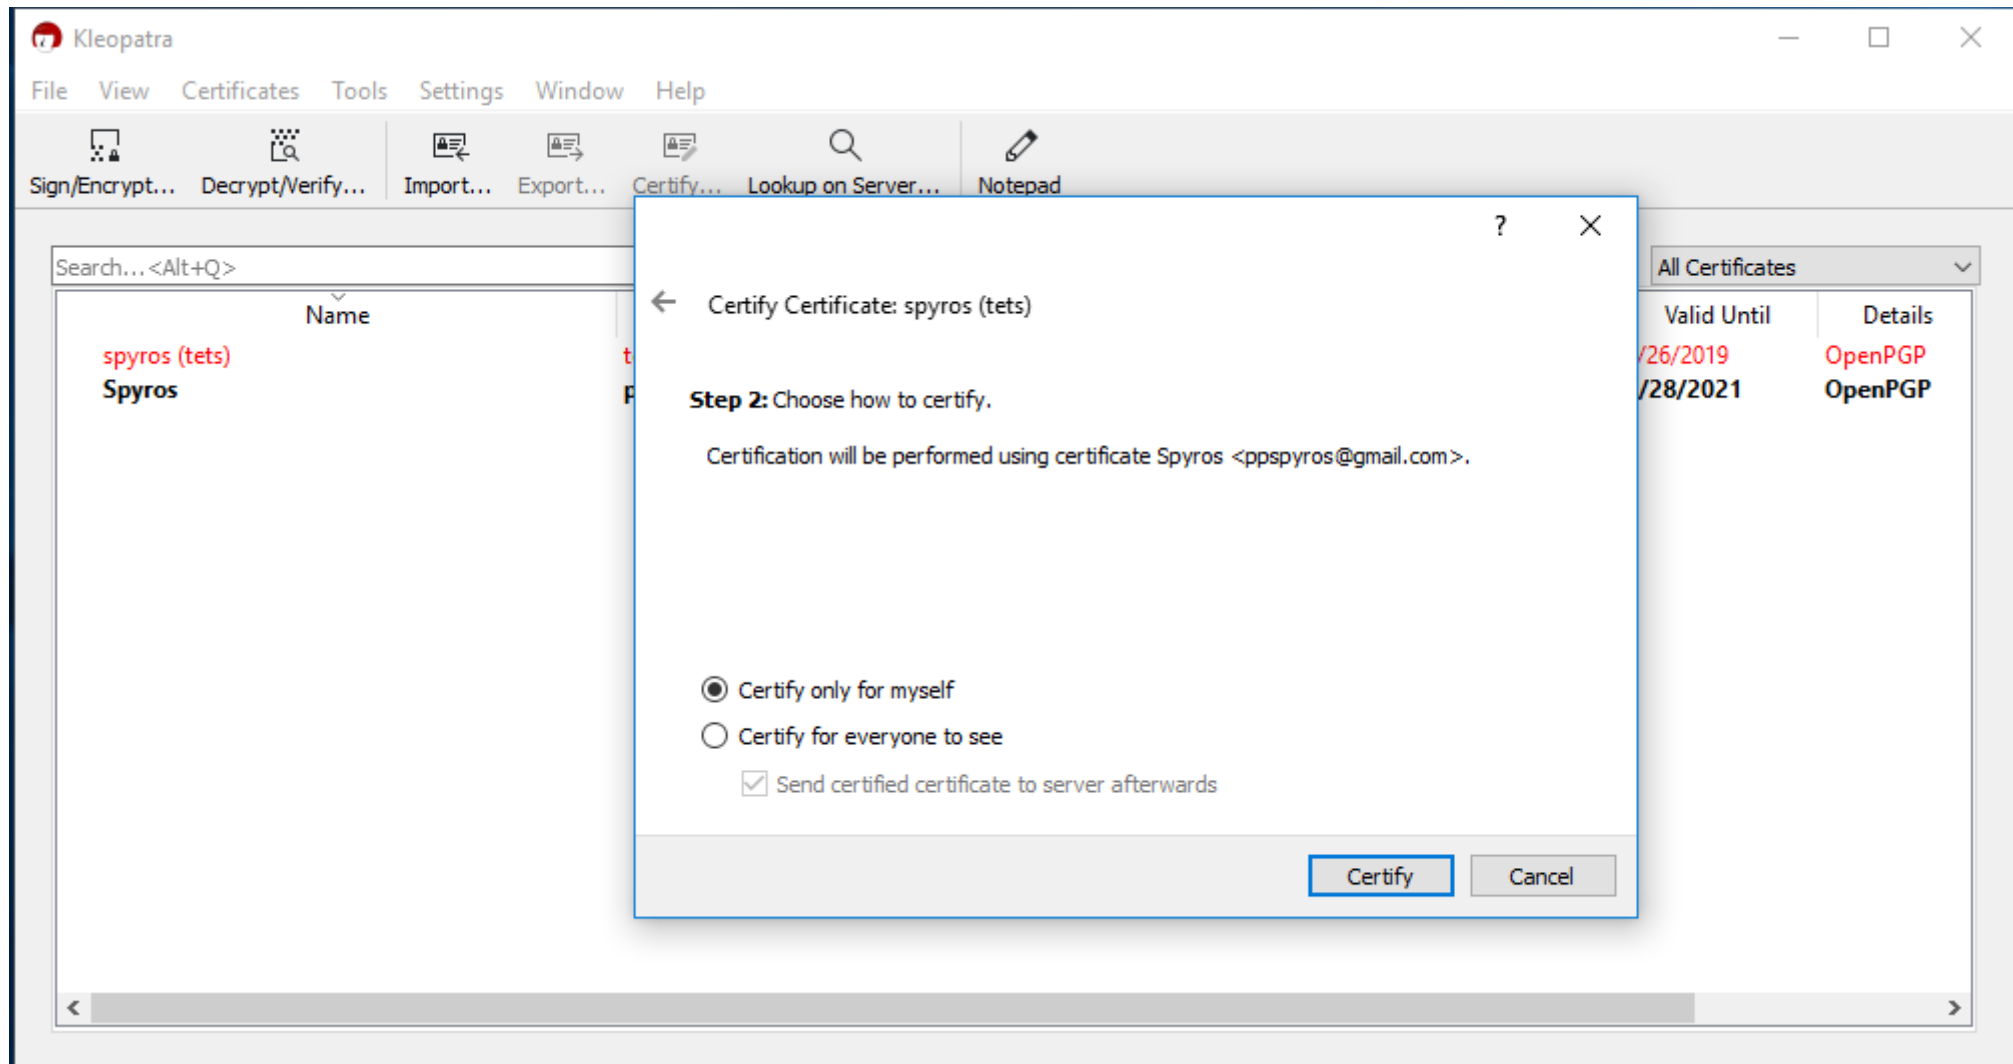 Kleopatra
File View Certificates Tools Settings Window Help
Sign/Encrypt... Decrypt/Verify... Import... Export... Certify... Lookup on Server... Notepad
Search...<Alt+Q>
All Certificates
Name Valid Until Details
spyros (tets) /26/2019 OpenPGP
Spyros /28/2021 OpenPGP
?
Certify Certificate: spyros (tets)
Step 2: Choose how to certify.
Certification will be performed using certificate Spyros <ppspyros@gmail.com>.
Certify only for myself
Certify for everyone to see
Send certified certificate to server afterwards
Certify Cancel